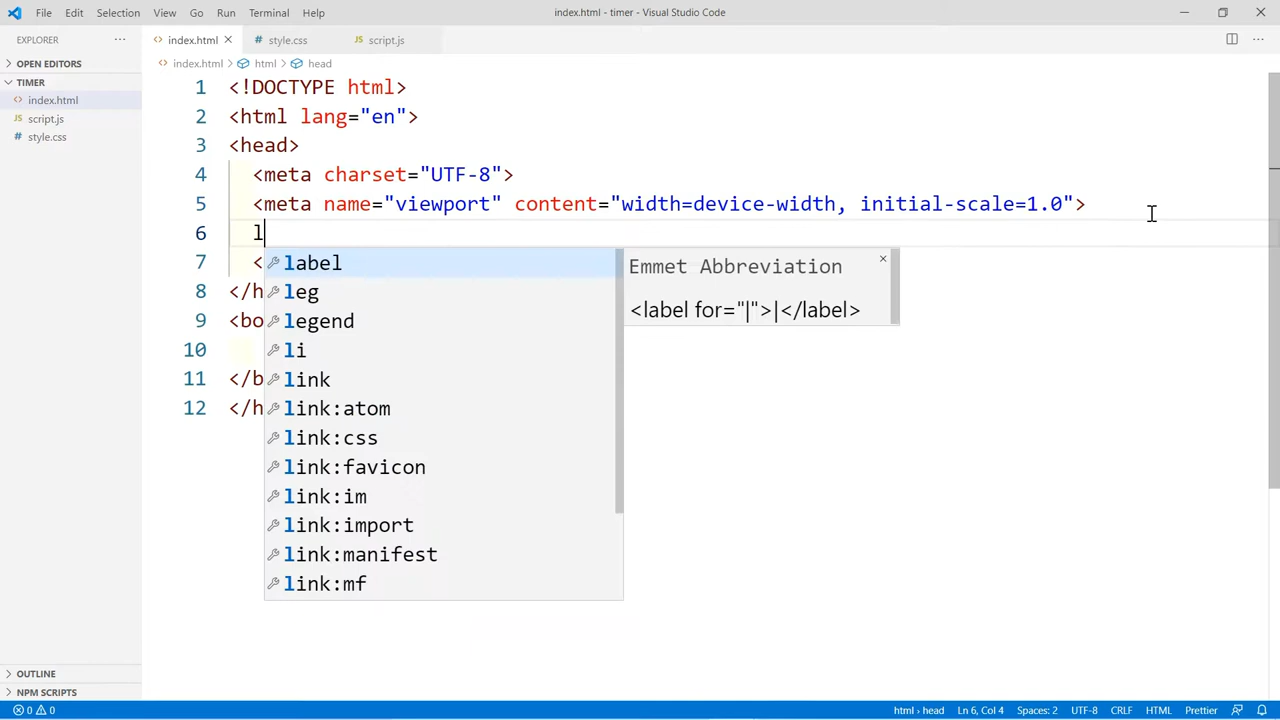 File Edit Selection View Go Run Terminal Help index.html - timer - Visual Studio Code
EXPLORER ... index.html style.css JS script.js ...
OPEN EDITORS
index.html html head
TIMER
index.html
JS script.js
style.css
1 <!DOCTYPE html>
2 <html lang="en">
3 <head>
4 <meta charset="UTF-8">
5 <meta name="viewport" content="width=device-width, initial-scale=1.0">
6 l
7 <
8 </h
9 <bo
10
11 </b
12 </h
label
leg
legend
li
link
link:atom
link:css
link:favicon
link:im
link:import
link:manifest
link:mf
Emmet Abbreviation
<label for="|">|</label>
OUTLINE
NPM SCRIPTS
0 0 html › head Ln 6, Col 4 Spaces: 2 UTF-8 CRLF HTML Prettier